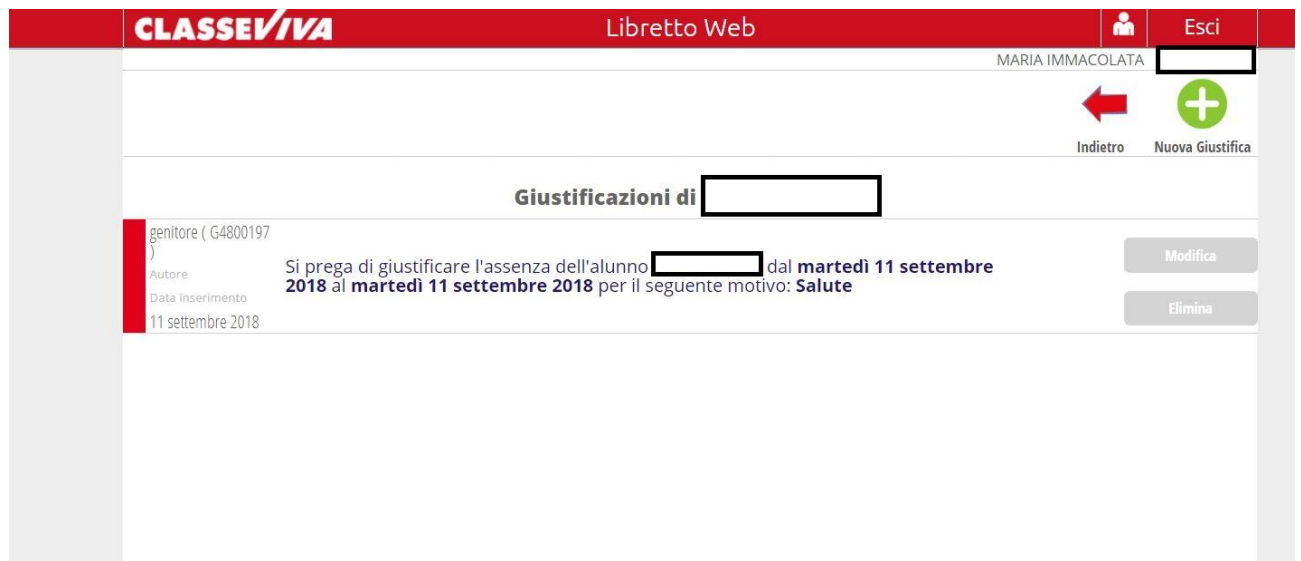 CLASSEVIVA
Libretto Web
Esci
MARIA IMMACOLATA
Indietro
Nuova Giustifica
Giustificazioni di
genitore ( G4800197
)
Autore
Data inserimento
11 settembre 2018
Si prega di giustificare l'assenza dell'alunno dal martedì 11 settembre
2018 al martedì 11 settembre 2018 per il seguente motivo: Salute
Modifica
Elimina